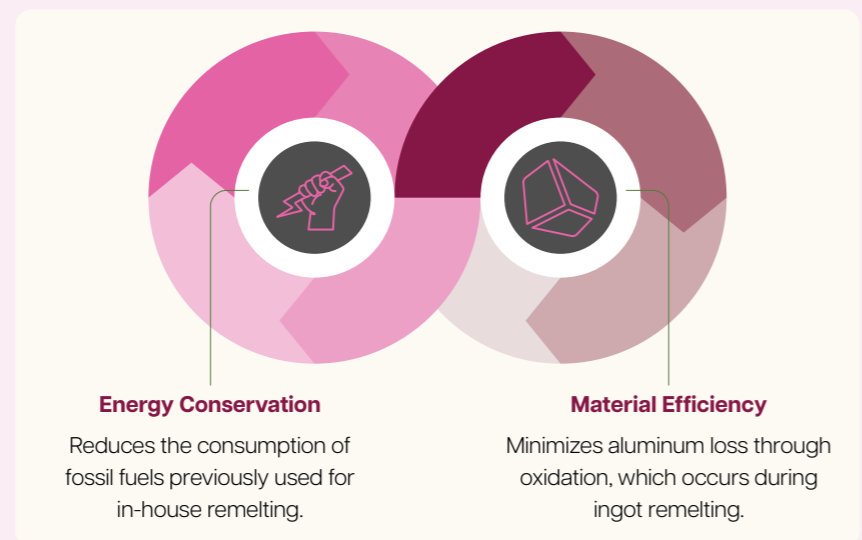 Energy Conservation
Reduces the consumption of
fossil fuels previously used for
in-house remelting.
Material Efficiency
Minimizes aluminum loss through
oxidation, which occurs during
ingot remelting.